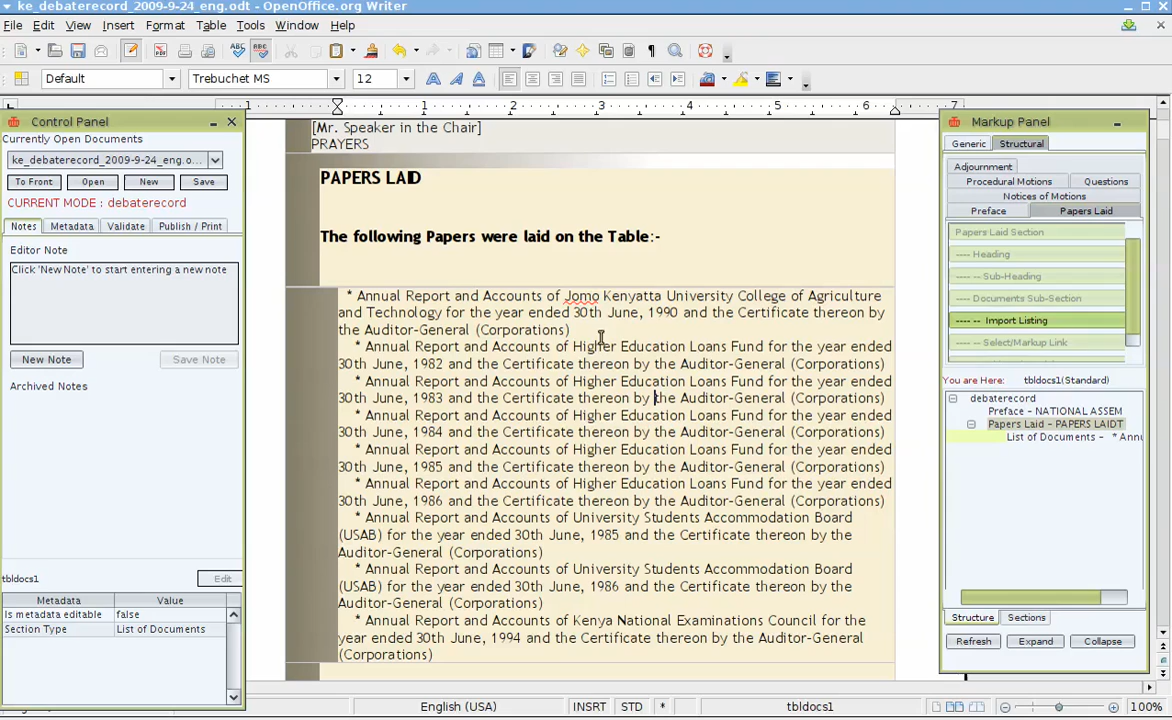 ke_debaterecord_2009-9-24_eng.odt - OpenOffice.org Writer
File Edit View Insert Format Table Tools Window Help
Default Trebuchet MS 12
1 1 2 3 4 5 6 7
Control Panel
Currently Open Documents
ke_debaterecord_2009-9-24_eng.o...
To Front Open New Save
CURRENT MODE : debaterecord
Notes Metadata Validate Publish / Print
Editor Note
Click 'New Note' to start entering a new note
New Note Save Note
Archived Notes
tbldocs1 Edit
Metadata Value
Is metadata editable false
Section Type List of Documents
[Mr. Speaker in the Chair]
PRAYERS
PAPERS LAID
The following Papers were laid on the Table:-
* Annual Report and Accounts of Jomo Kenyatta University College of Agriculture
and Technology for the year ended 30th June, 1990 and the Certificate thereon by
the Auditor-General (Corporations)
* Annual Report and Accounts of Higher Education Loans Fund for the year ended
30th June, 1982 and the Certificate thereon by the Auditor-General (Corporations)
* Annual Report and Accounts of Higher Education Loans Fund for the year ended
30th June, 1983 and the Certificate thereon by the Auditor-General (Corporations)
* Annual Report and Accounts of Higher Education Loans Fund for the year ended
30th June, 1984 and the Certificate thereon by the Auditor-General (Corporations)
* Annual Report and Accounts of Higher Education Loans Fund for the year ended
30th June, 1985 and the Certificate thereon by the Auditor-General (Corporations)
* Annual Report and Accounts of Higher Education Loans Fund for the year ended
30th June, 1986 and the Certificate thereon by the Auditor-General (Corporations)
* Annual Report and Accounts of University Students Accommodation Board
(USAB) for the year ended 30th June, 1985 and the Certificate thereon by the
Auditor-General (Corporations)
* Annual Report and Accounts of University Students Accommodation Board
(USAB) for the year ended 30th June, 1986 and the Certificate thereon by the
Auditor-General (Corporations)
* Annual Report and Accounts of Kenya National Examinations Council for the
year ended 30th June, 1994 and the Certificate thereon by the Auditor-General
(Corporations)
Markup Panel
Generic Structural
Adjournment
Procedural Motions Questions
Notices of Motions
Preface Papers Laid
Papers Laid Section
---- Heading
---- Sub-Heading
---- Documents Sub-Section
---- -- Import Listing
---- -- Select/Markup Link
You are Here: tbldocs1(Standard)
debaterecord
Preface - NATIONAL ASSEM
Papers Laid - PAPERS LAIDT
List of Documents - * Annu
Structure Sections
Refresh Expand Collapse
English (USA) INSRT STD * tbldocs1 100%